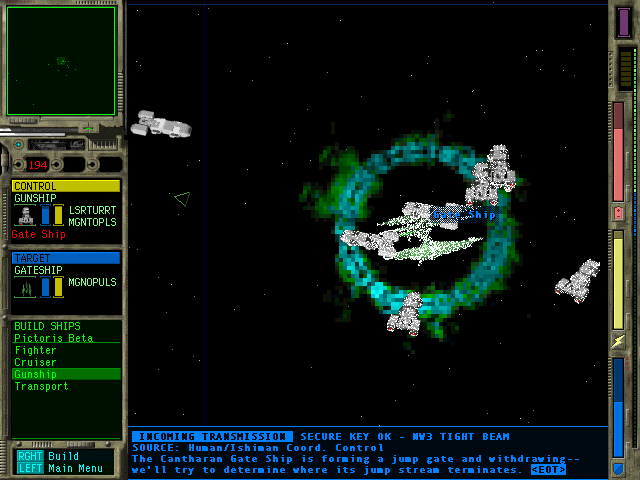 194
CONTROL
GUNSHIP
LSRTURRT
MGNTOPLS
Gate Ship
TARGET
GATESHIP
MGNOPULS
BUILD SHIPS
Pictoris Beta
Fighter
Cruiser
Gunship
Transport
RGHT Build
LEFT Main Menu
Gate Ship
INCOMING TRANSMISSION SECURE KEY OK - NW3 TIGHT BEAM
SOURCE: Human/Ishiman Coord. Control
The Cantharan Gate Ship is forming a jump gate and withdrawing--
we'll try to determine where its jump stream terminates. <EOT>